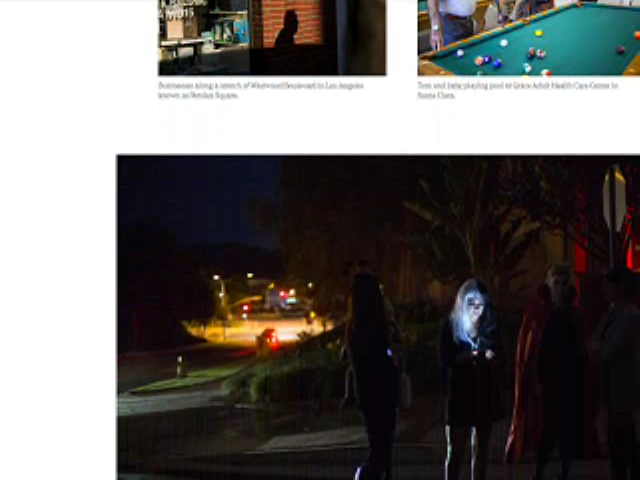 Businesses along a stretch of Westwood Boulevard in Los Angeles
known as Persian Square.
Tom and playing pool at Grace Adult Health Care Center in
Santa Clara.